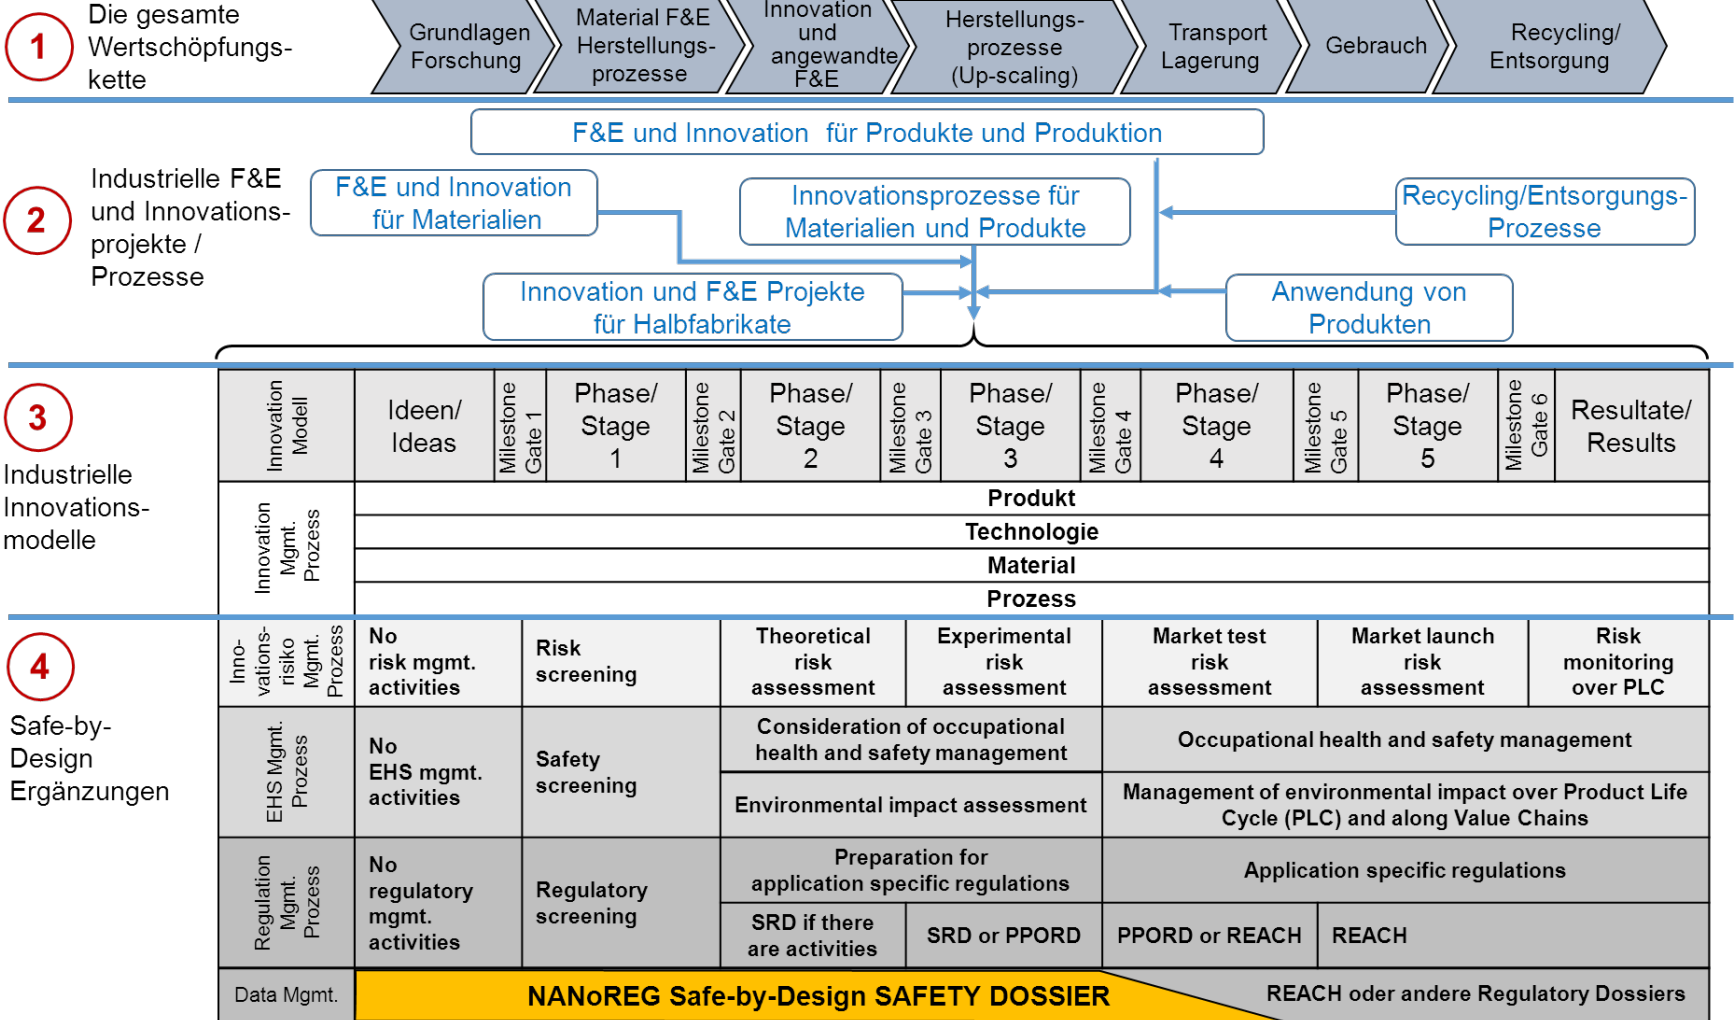 1
Die gesamte
Wertschöpfungs-
kette
Grundlagen
Forschung
Material F&E
Herstellungs-
prozesse
Innovation
und
angewandte
F&E
Herstellungs-
prozesse
(Up-scaling)
Transport
Lagerung
Gebrauch
Recycling/
Entsorgung
2
Industrielle F&E
und Innovations-
projekte /
Prozesse
F&E und Innovation für Produkte und Produktion
F&E und Innovation
für Materialien
Innovationsprozesse für
Materialien und Produkte
Recycling/Entsorgungs-
Prozesse
Innovation und F&E Projekte
für Halbfabrikate
Anwendung von
Produkten
3
Industrielle
Innovations-
modelle
Innovation
Modell
Ideen/
Ideas
Milestone
Gate 1
Phase/
Stage
1
Milestone
Gate 2
Phase/
Stage
2
Milestone
Gate 3
Phase/
Stage
3
Milestone
Gate 4
Phase/
Stage
4
Milestone
Gate 5
Phase/
Stage
5
Milestone
Gate 6
Resultate/
Results
Innovation
Mgmt.
Prozess
Produkt
Technologie
Material
Prozess
4
Safe-by-
Design
Ergänzungen
Inno-
vations-
risiko
Mgmt.
Prozess
No
risk mgmt.
activities
Risk
screening
Theoretical
risk
assessment
Experimental
risk
assessment
Market test
risk
assessment
Market launch
risk
assessment
Risk
monitoring
over PLC
EHS Mgmt.
Prozess
No
EHS mgmt.
activities
Safety
screening
Consideration of occupational
health and safety management
Occupational health and safety management
Environmental impact assessment
Management of environmental impact over Product Life
Cycle (PLC) and along Value Chains
Regulation
Mgmt.
Prozess
No
regulatory
mgmt.
activities
Regulatory
screening
Preparation for
application specific regulations
Application specific regulations
SRD if there
are activities
SRD or PPORD
PPORD or REACH
REACH
Data Mgmt.
NANoREG Safe-by-Design SAFETY DOSSIER
REACH oder andere Regulatory Dossiers